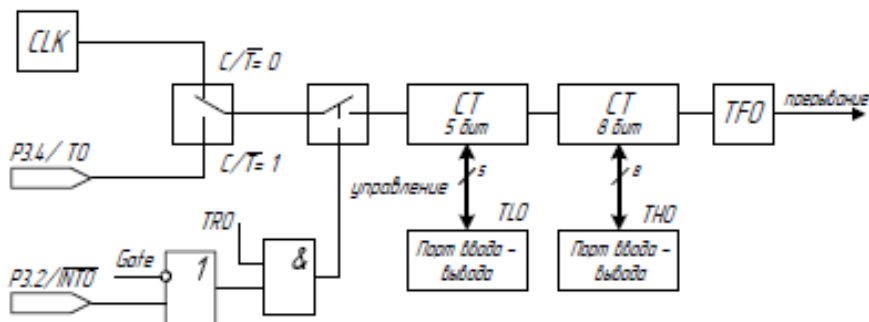 CLK
C/T̅= 0
P3.4/ T0
C/T̅= 1
CT
5 бит
CT
8 бит
TF0
прерывание
управление
5
8
TL0
TH0
TR0
Gate
1
&
P3.2/I̅N̅T̅0̅
Порт ввода -
вывода
Порт ввода -
вывода